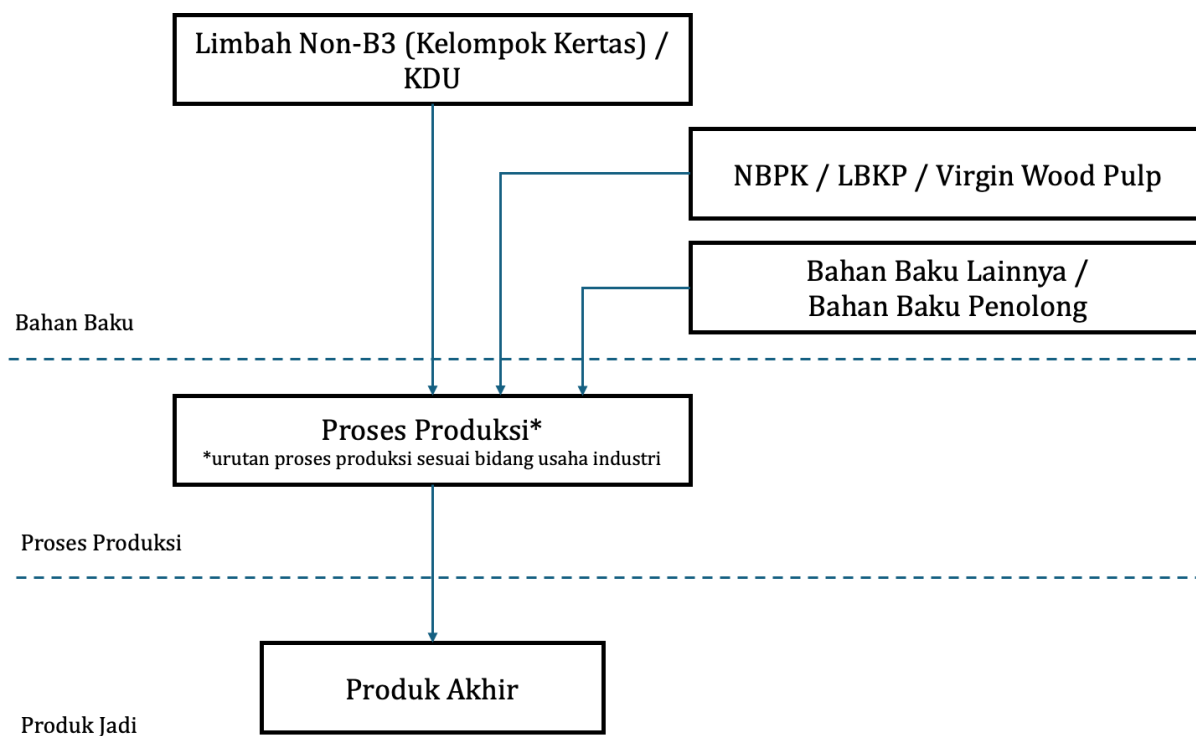 Limbah Non-B3 (Kelompok Kertas) /
KDU
NBPK / LBKP / Virgin Wood Pulp
Bahan Baku Lainnya /
Bahan Baku Penolong
Bahan Baku
Proses Produksi*
*urutan proses produksi sesuai bidang usaha industri
Proses Produksi
Produk Akhir
Produk Jadi